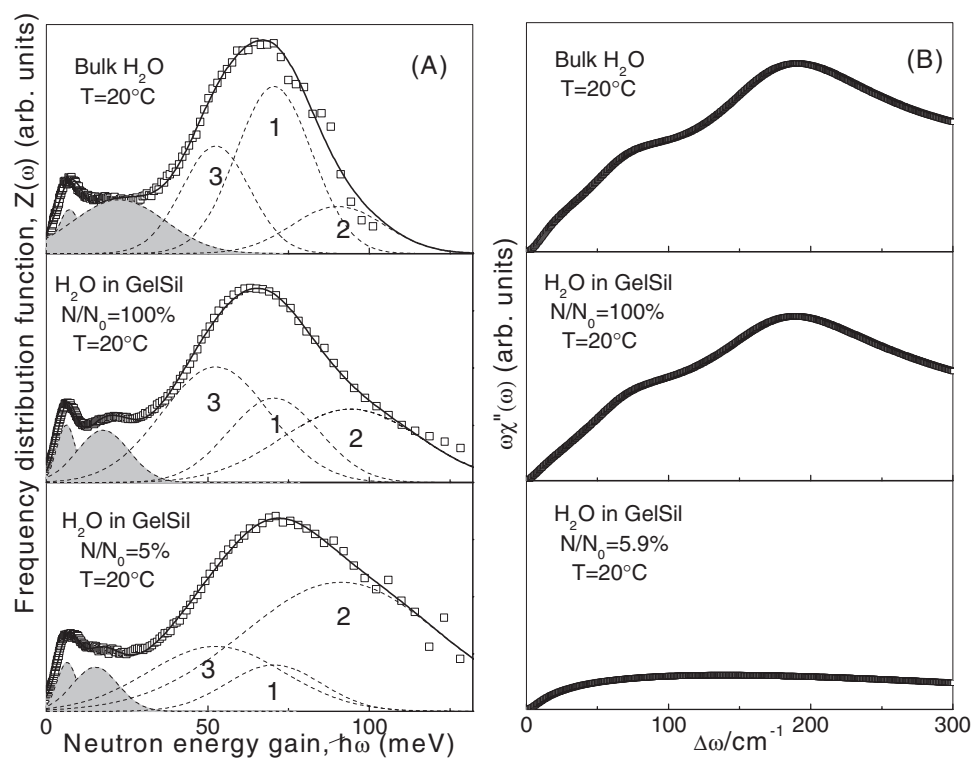 Frequency distribution function, Z(ω) (arb. units)
Bulk H₂O
T=20°C
(A)
1
3
2
H₂O in GelSil
N/N₀=100%
T=20°C
3
1
2
H₂O in GelSil
N/N₀=5%
T=20°C
2
3
1
0 50 100
Neutron energy gain, ħω (meV)
ωχ"(ω) (arb. units)
Bulk H₂O
T=20°C
(B)
H₂O in GelSil
N/N₀=100%
T=20°C
H₂O in GelSil
N/N₀=5.9%
T=20°C
0 100 200 300
Δω/cm⁻¹